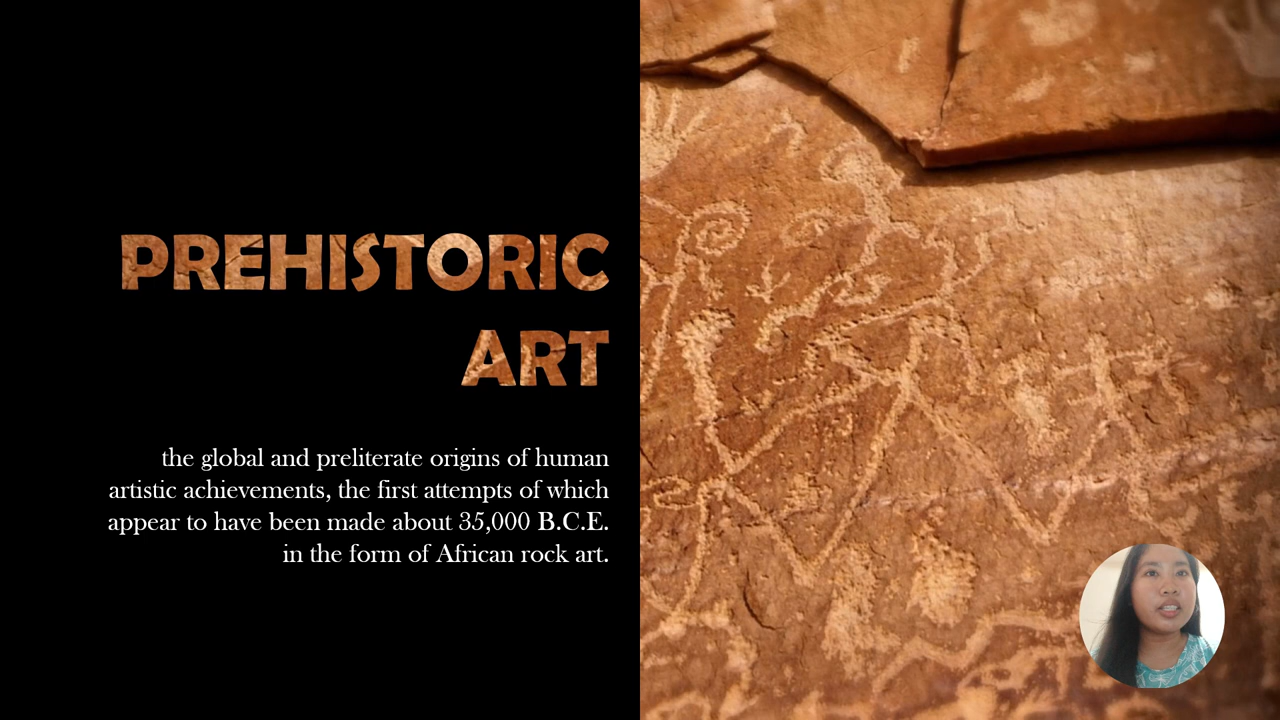 PREHISTORIC
ART
the global and preliterate origins of human
artistic achievements, the first attempts of which
appear to have been made about 35,000 B.C.E.
in the form of African rock art.